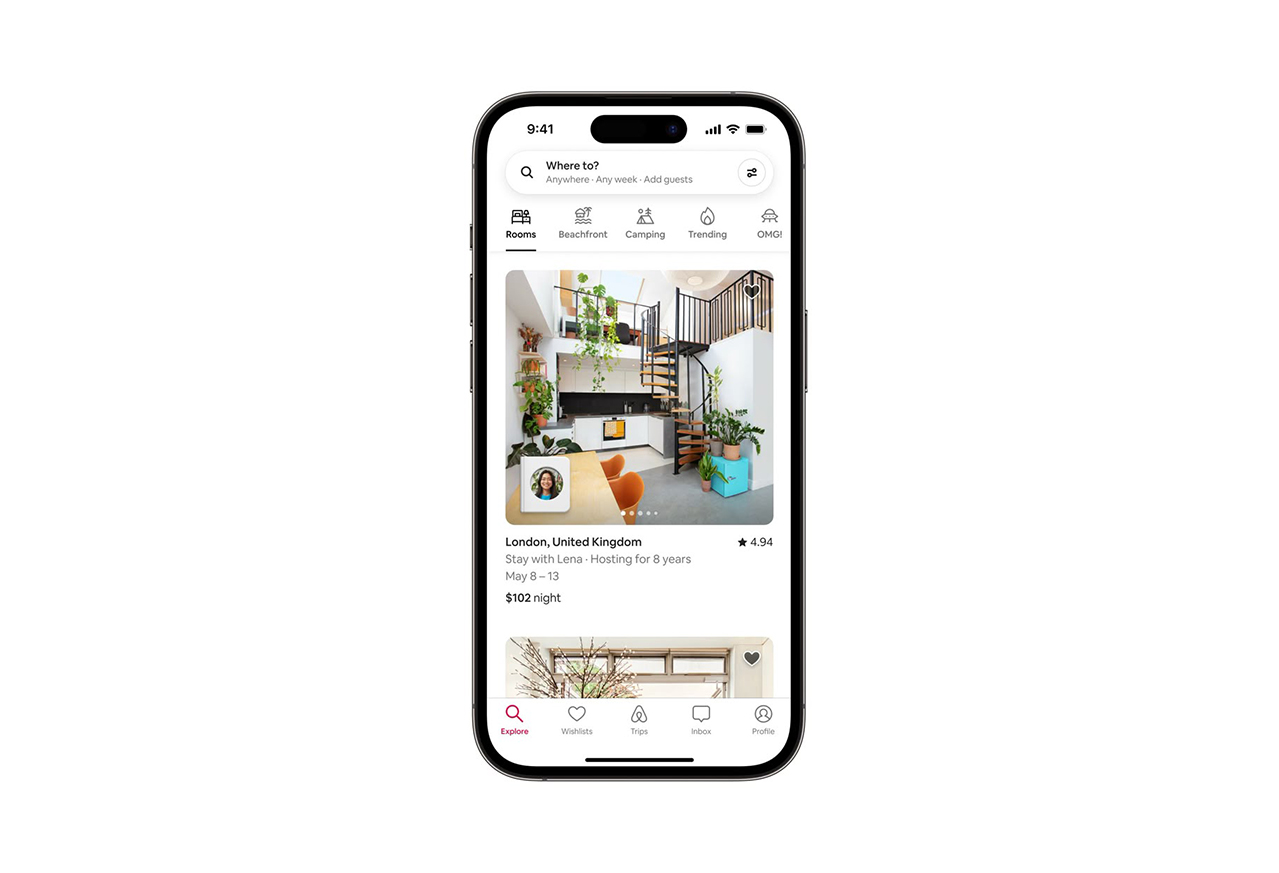 9:41
Where to?
Anywhere · Any week · Add guests
Rooms
Beachfront
Camping
Trending
OMG!
London, United Kingdom
4.94
Stay with Lena · Hosting for 8 years
May 8 – 13
$102 night
Explore
Wishlists
Trips
Inbox
Profile